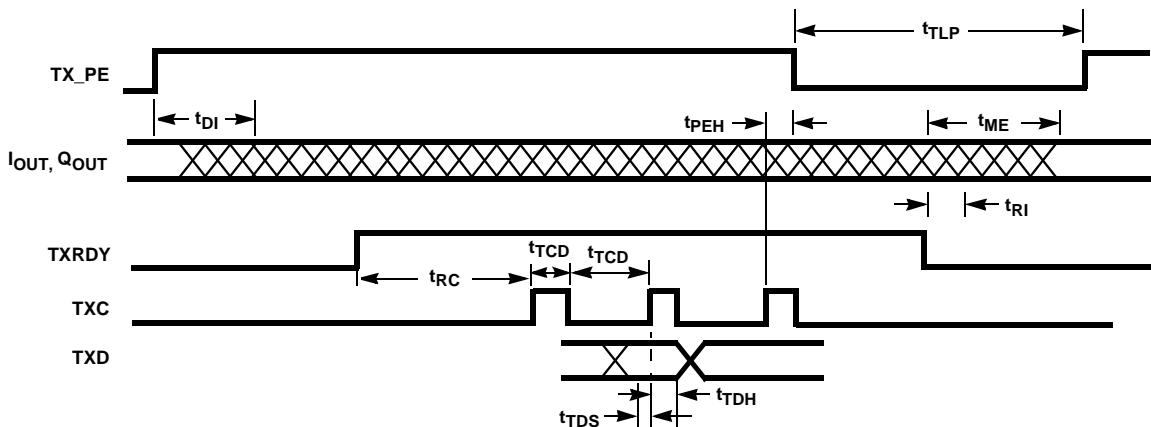 tTLP
TX_PE
tDI
tPEH
tME
IOUT, QOUT
tRI
TXRDY
tTCD
tTCD
tRC
TXC
TXD
tTDH
tTDS